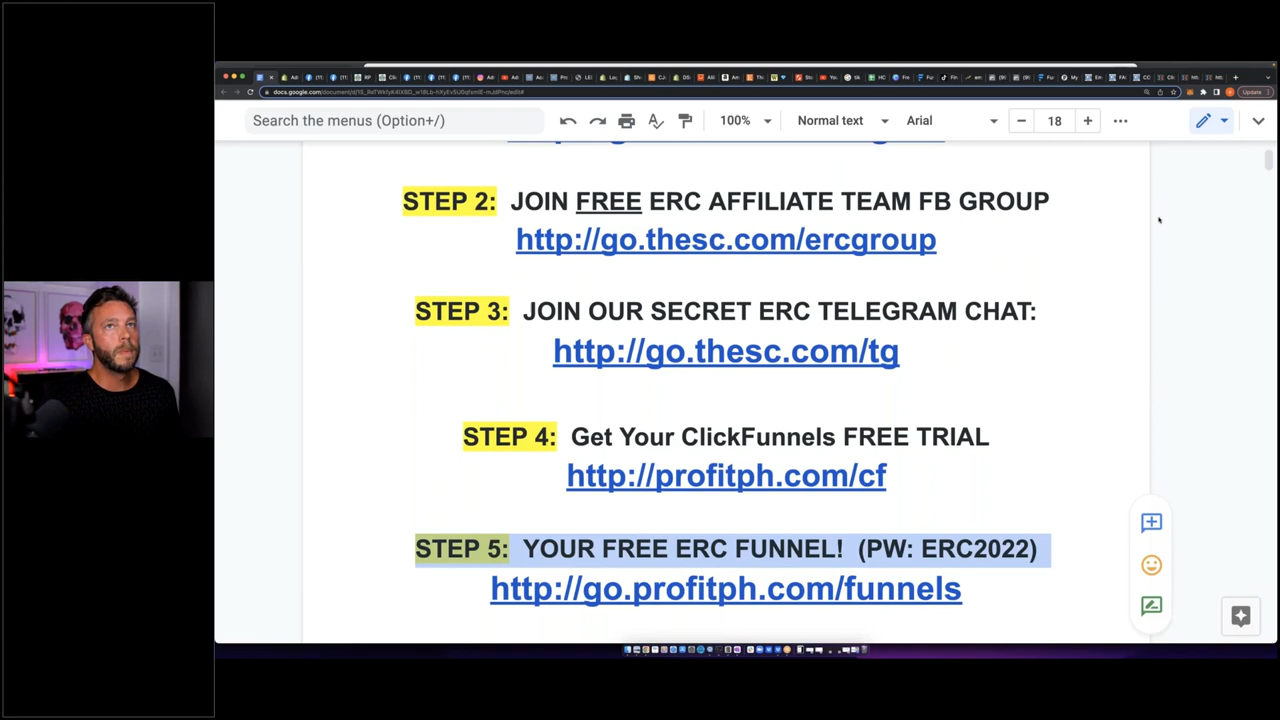 Update
Search the menus (Option+/)
100%
Normal text
Arial
18
STEP 2: JOIN FREE ERC AFFILIATE TEAM FB GROUP
http://go.thesc.com/ercgroup
STEP 3: JOIN OUR SECRET ERC TELEGRAM CHAT:
http://go.thesc.com/tg
STEP 4: Get Your ClickFunnels FREE TRIAL
http://profitph.com/cf
STEP 5: YOUR FREE ERC FUNNEL! (PW: ERC2022)
http://go.profitph.com/funnels